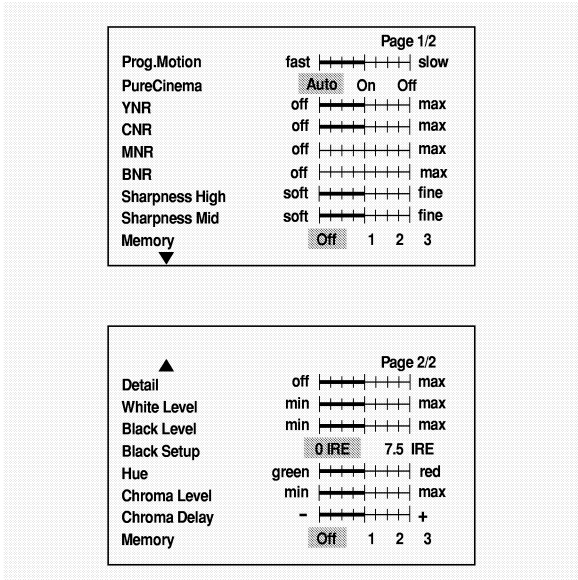 Page 1/2
Prog.Motion fast slow
PureCinema Auto On Off
YNR off max
CNR off max
MNR off max
BNR off max
Sharpness High soft fine
Sharpness Mid soft fine
Memory Off 1 2 3
Page 2/2
Detail off max
White Level min max
Black Level min max
Black Setup 0 IRE 7.5 IRE
Hue green red
Chroma Level min max
Chroma Delay − +
Memory Off 1 2 3